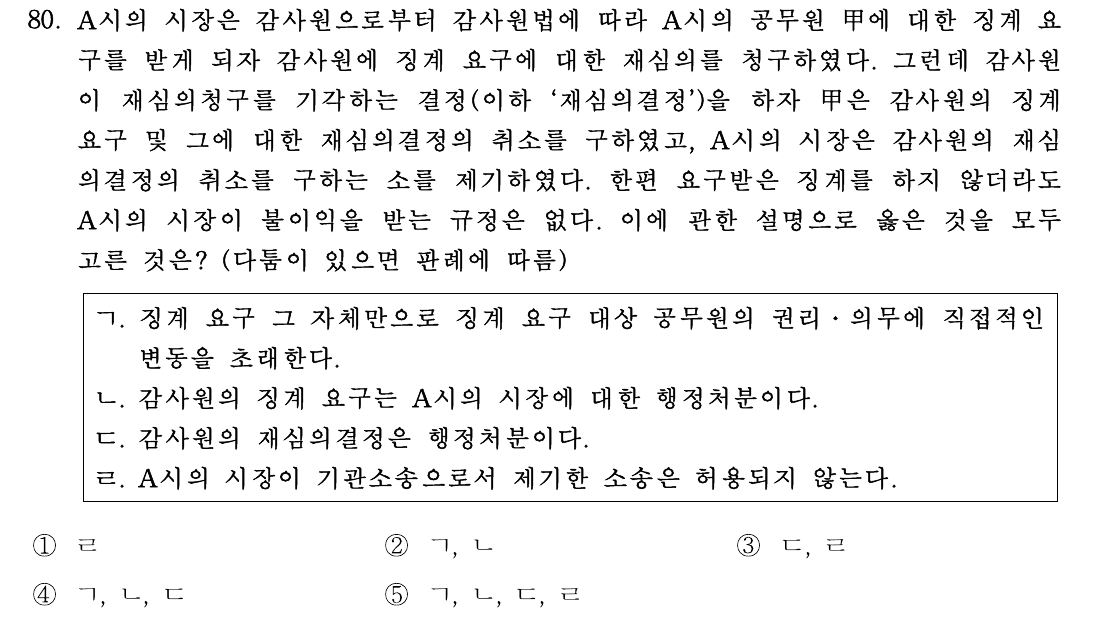 80. A시의 시장은 감사원으로부터 감사원법에 따라 A시의 공무원 甲에 대한 징계 요
구를 받게 되자 감사원에 징계 요구에 대한 재심의를 청구하였다. 그런데 감사원
이 재심의청구를 기각하는 결정(이하 ‘재심의결정’)을 하자 甲은 감사원의 징계
요구 및 그에 대한 재심의결정의 취소를 구하였고, A시의 시장은 감사원의 재심
의결정의 취소를 구하는 소를 제기하였다. 한편 요구받은 징계를 하지 않더라도
A시의 시장이 불이익을 받는 규정은 없다. 이에 관한 설명으로 옳은 것을 모두
고른 것은? (다툼이 있으면 판례에 따름)
ㄱ. 징계 요구 그 자체만으로 징계 요구 대상 공무원의 권리·의무에 직접적인
변동을 초래한다.
ㄴ. 감사원의 징계 요구는 A시의 시장에 대한 행정처분이다.
ㄷ. 감사원의 재심의결정은 행정처분이다.
ㄹ. A시의 시장이 기관소송으로서 제기한 소송은 허용되지 않는다.
① ㄹ ② ㄱ, ㄴ ③ ㄷ, ㄹ
④ ㄱ, ㄴ, ㄷ ⑤ ㄱ, ㄴ, ㄷ, ㄹ